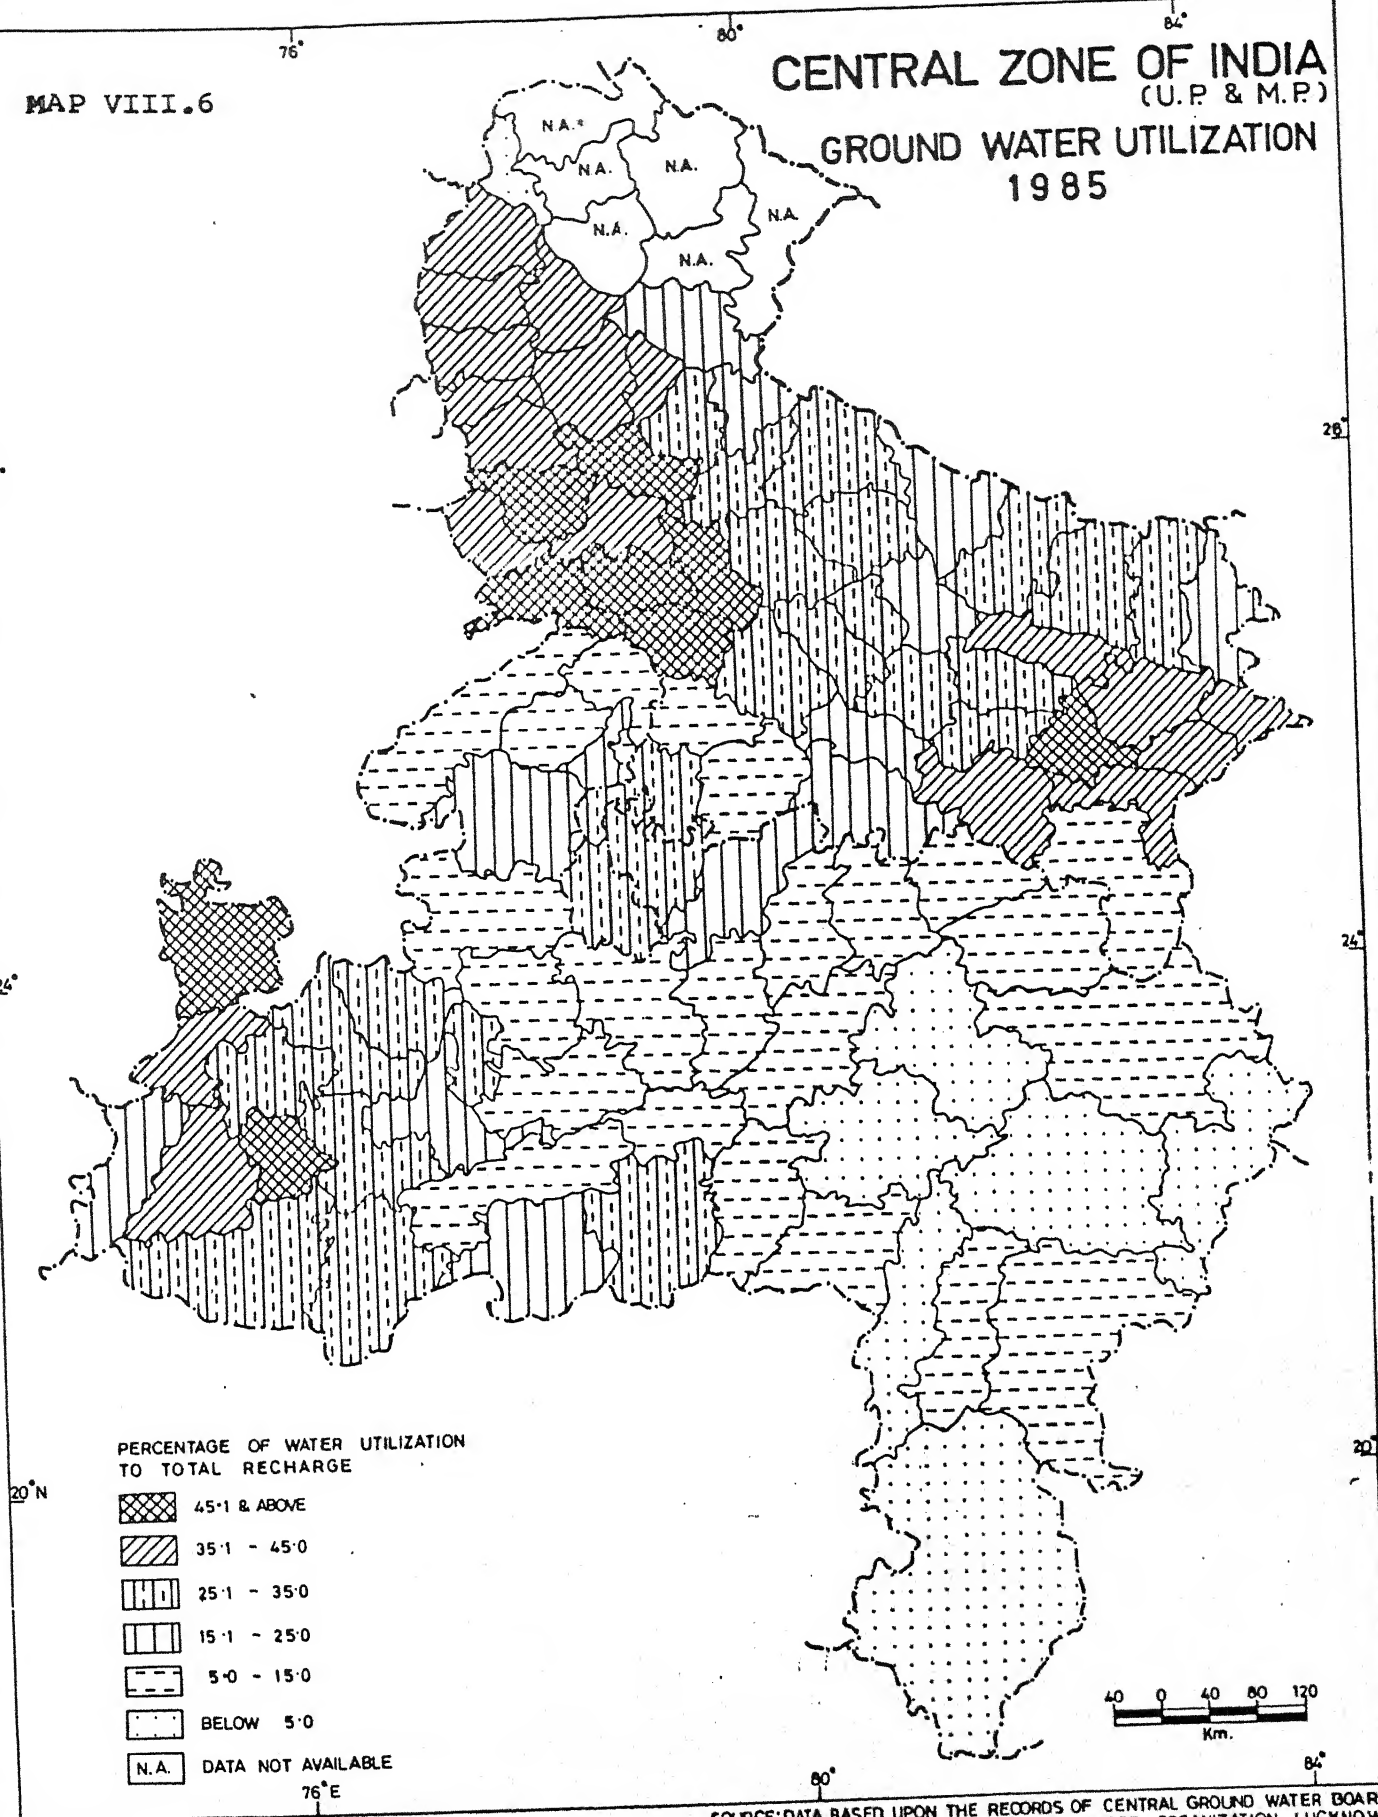 76°
80°
84°
MAP VIII.6
CENTRAL ZONE OF INDIA
(U.P. & M.P.)
GROUND WATER UTILIZATION
1985
N.A.*
N.A.
N.A.
N.A.
N.A.
N.A.
28°
24°
24°
20°
20°N
PERCENTAGE OF WATER UTILIZATION
TO TOTAL RECHARGE
45·1 & ABOVE
35·1 - 45·0
25·1 - 35·0
15·1 - 25·0
5·0 - 15·0
BELOW 5·0
N.A. DATA NOT AVAILABLE
40 0 40 80 120
Km.
76°E
80°
84°
SOURCE: DATA BASED UPON THE RECORDS OF CENTRAL GROUND WATER BOAR
ORGANIZATION LUCKNOW